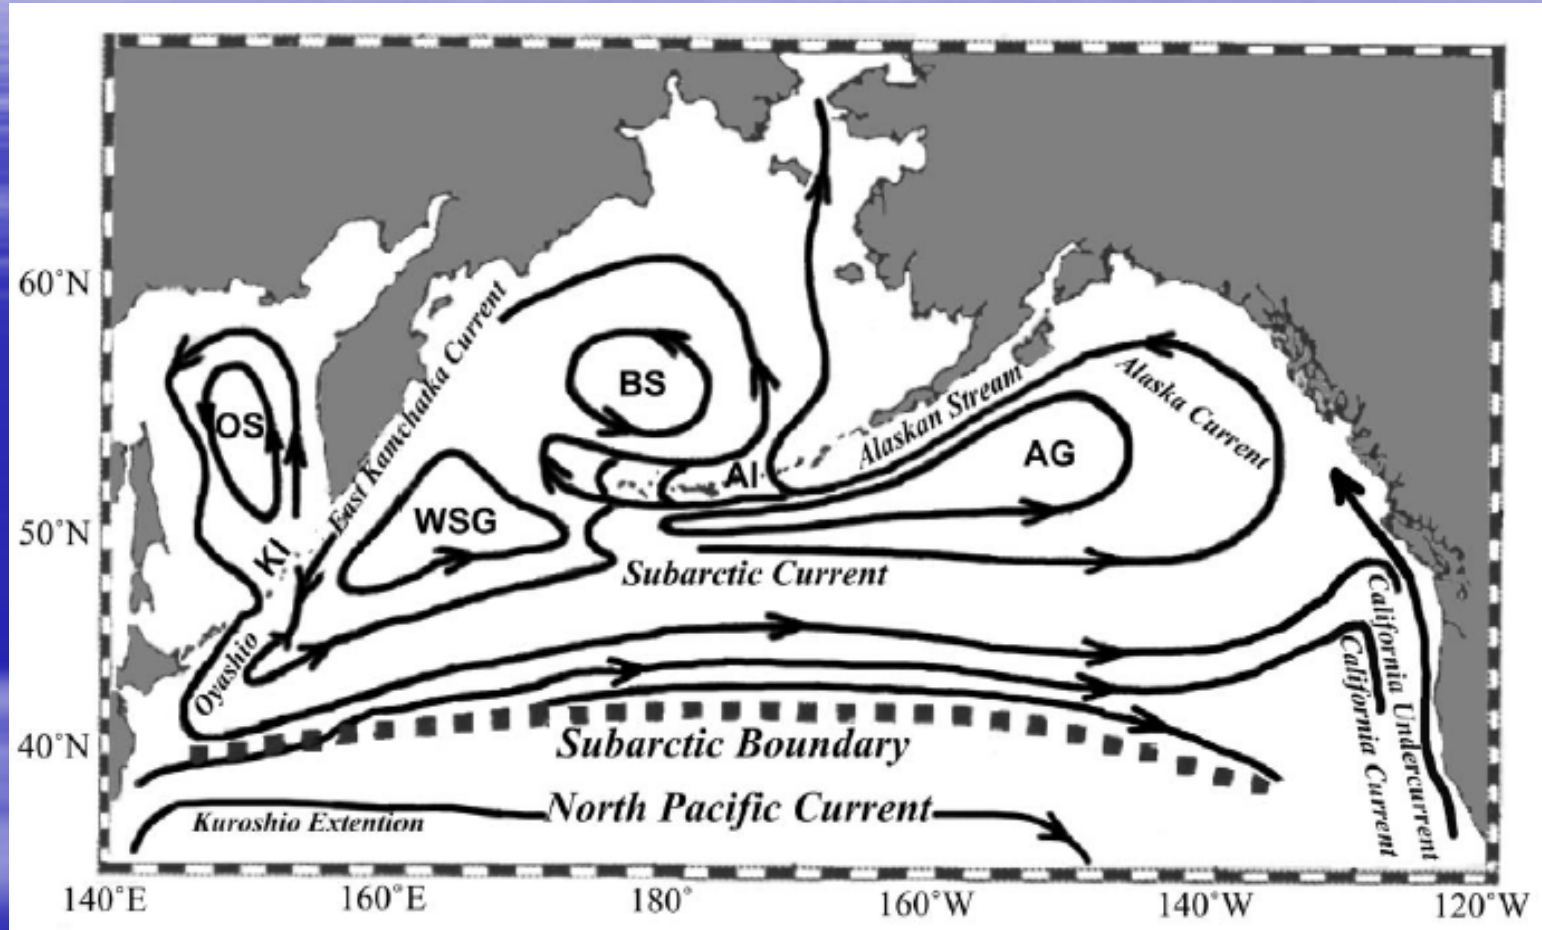 60°N
50°N
40°N
140°E
160°E
180°
160°W
140°W
120°W
OS
BS
AG
WSG
AI
KI
East Kamchatka Current
Alaskan Stream
Alaska Current
Subarctic Current
Oyashio
Subarctic Boundary
North Pacific Current
Kuroshio Extention
California Undercurrent
California Current